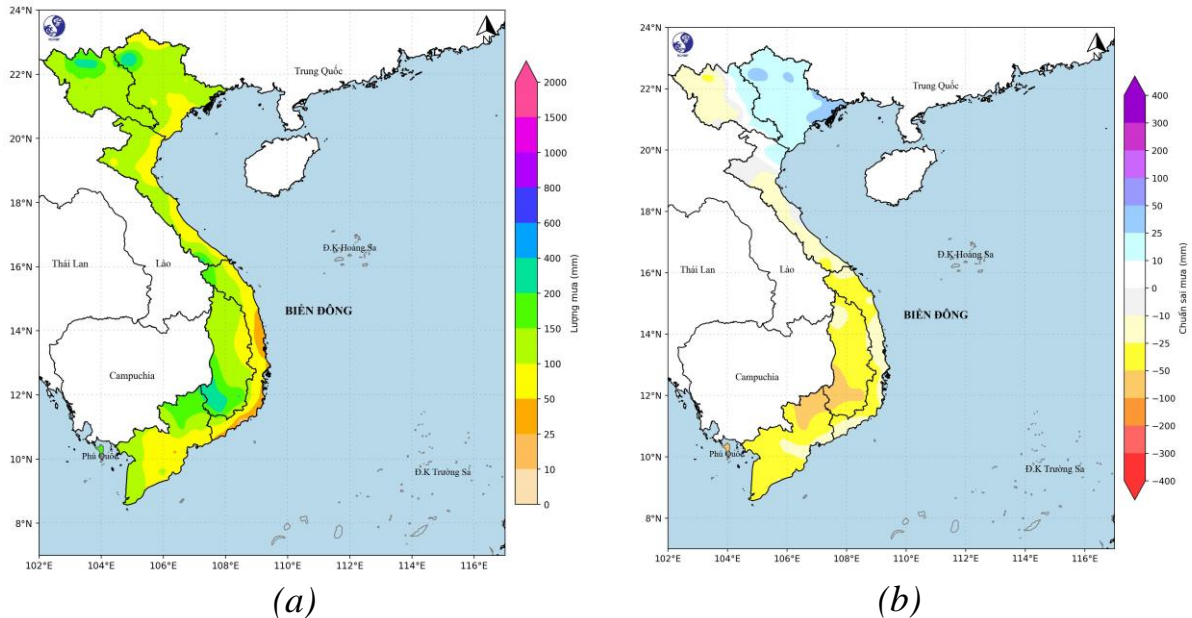 24°N
22°N
20°N
18°N
16°N
14°N
12°N
10°N
8°N
102°E
104°E
106°E
108°E
110°E
112°E
114°E
116°E
N
Trung Quốc
Đ.K Hoàng Sa
Thái Lan
Lào
BIỂN ĐÔNG
Campuchia
Phú Quốc
Đ.K Trường Sa
2000
1500
1000
800
600
400
200
150
100
50
25
10
0
Lượng mưa (mm)
(a)
24°N
22°N
20°N
18°N
16°N
14°N
12°N
10°N
8°N
102°E
104°E
106°E
108°E
110°E
112°E
114°E
116°E
N
Trung Quốc
Đ.K Hoàng Sa
Thái Lan
Lào
BIỂN ĐÔNG
Campuchia
Phú Quốc
Đ.K Trường Sa
400
300
200
100
50
25
10
0
−10
−25
−50
−100
−200
−300
−400
Chuẩn sai mưa (mm)
(b)